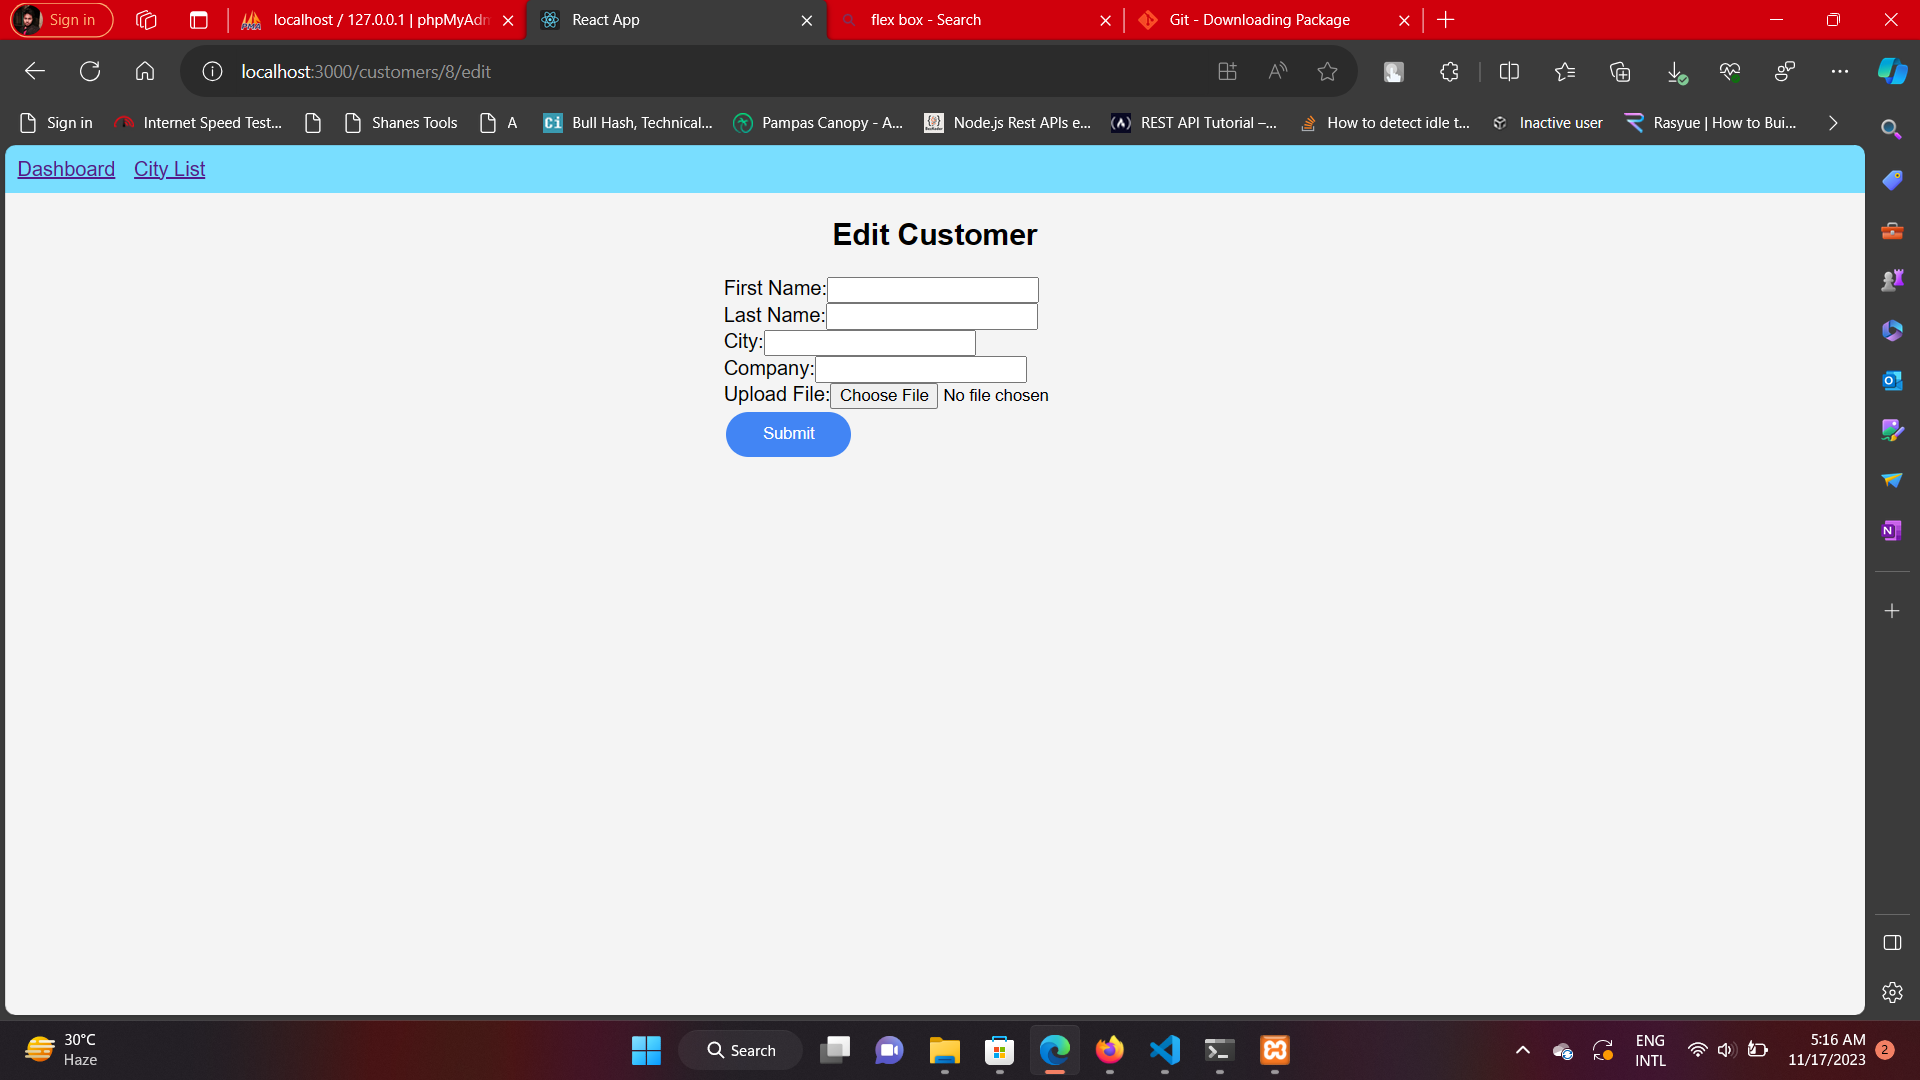 Sign in
localhost / 127.0.0.1 | phpMyAdm
React App
flex box - Search
Git - Downloading Package
localhost:3000/customers/8/edit
Sign in
Internet Speed Test...
Shanes Tools
A
Ci Bull Hash, Technical...
Pampas Canopy - A...
Node.js Rest APIs e...
REST API Tutorial –...
How to detect idle t...
Inactive user
Rasyue | How to Bui...
Dashboard City List
Edit Customer
First Name:
Last Name:
City:
Company:
Upload File: Choose File No file chosen
Submit
30°C
Haze
Search
ENG
INTL
5:16 AM
11/17/2023
2